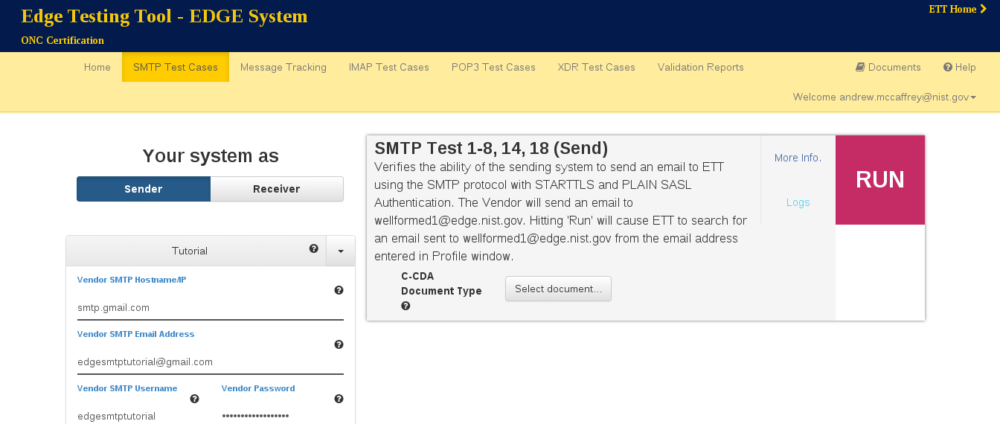 Edge Testing Tool - EDGE System
ETT Home
ONC Certification
Home
SMTP Test Cases
Message Tracking
IMAP Test Cases
POP3 Test Cases
XDR Test Cases
Validation Reports
Documents
Help
Welcome andrew.mccaffrey@nist.gov
Your system as
Sender
Receiver
Tutorial
Vendor SMTP Hostname/IP
smtp.gmail.com
Vendor SMTP Email Address
edgesmtptutorial@gmail.com
Vendor SMTP Username
Vendor Password
edgesmtptutorial
••••••••••••••••••
SMTP Test 1-8, 14, 18 (Send)
Verifies the ability of the sending system to send an email to ETT
using the SMTP protocol with STARTTLS and PLAIN SASL
Authentication. The Vendor will send an email to
wellformed1@edge.nist.gov. Hitting 'Run' will cause ETT to search for
an email sent to wellformed1@edge.nist.gov from the email address
entered in Profile window.
C-CDA
Document Type
Select document...
More Info.
Logs
RUN